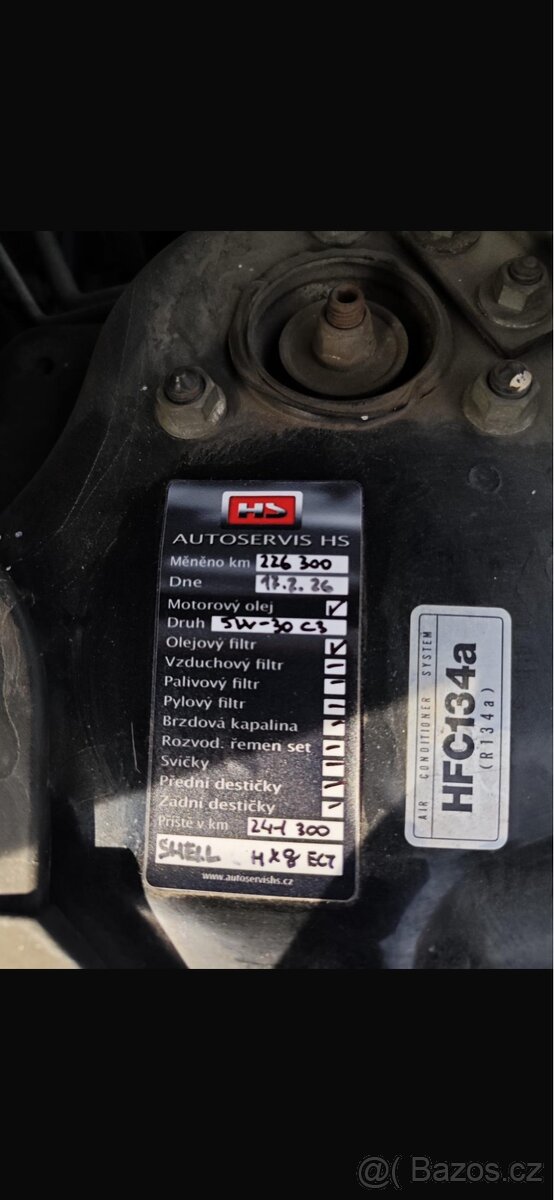 HS
AUTOSERVIS HS
Měněno km 226 300
Dne 17.2.26
Motorový olej
Druh 5W-30 C3
Olejový filtr
Vzduchový filtr
Palivový filtr
Pylový filtr
Brzdová kapalina
Rozvod. řemen set
Svíčky
Přední destičky
Zadní destičky
Příště v km 241 300
SHELL HX8 ECT
www.autoservishs.cz
AIR CONDITIONER SYSTEM
HFC134a
(R134a)
@( Bazos.cz